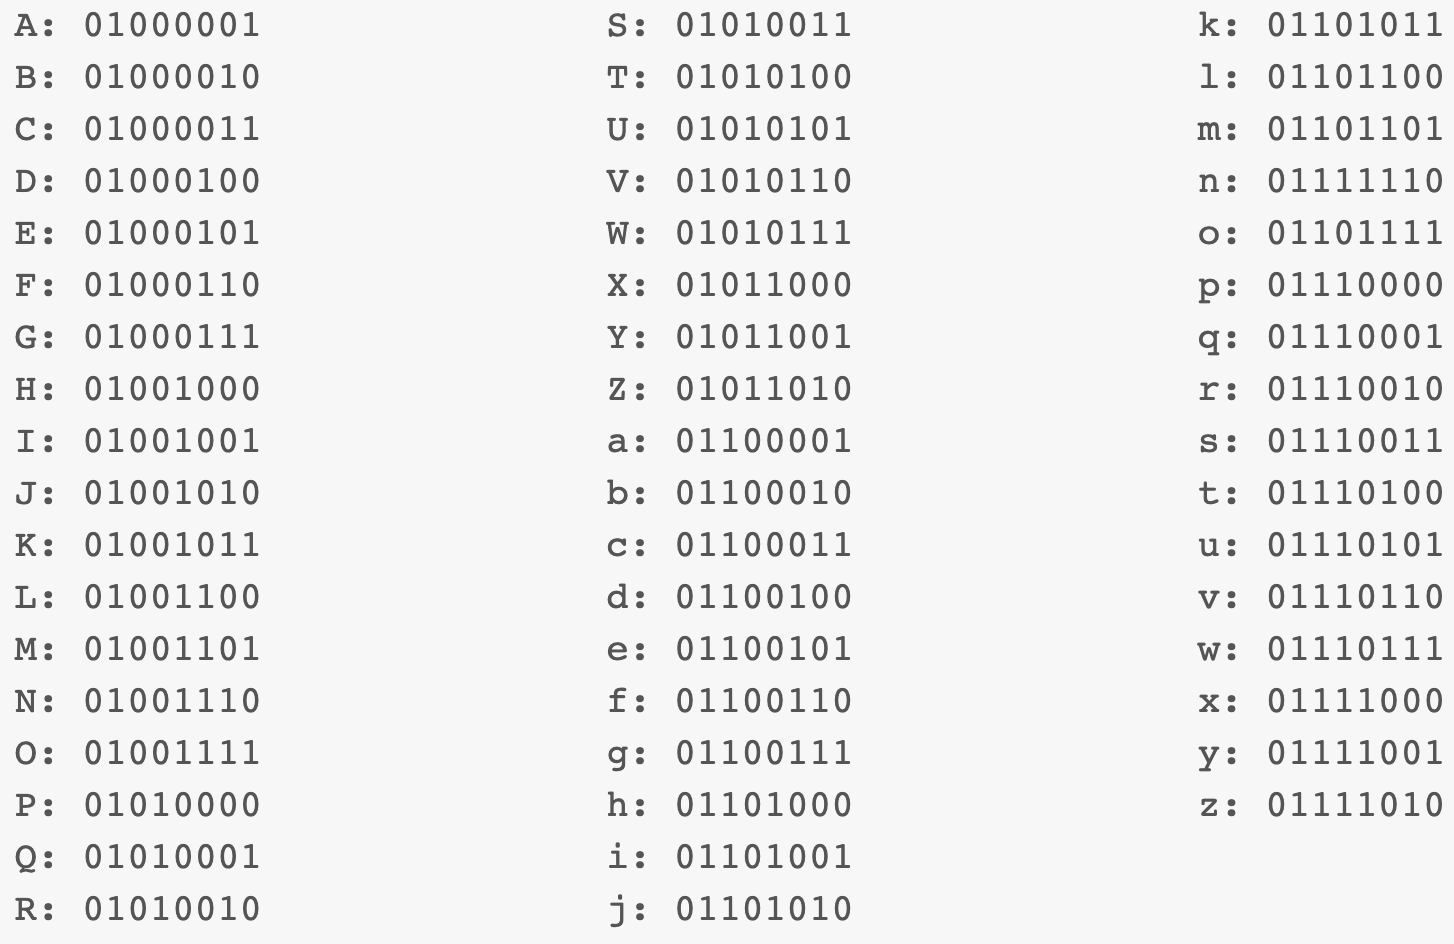 A: 01000001
B: 01000010
C: 01000011
D: 01000100
E: 01000101
F: 01000110
G: 01000111
H: 01001000
I: 01001001
J: 01001010
K: 01001011
L: 01001100
M: 01001101
N: 01001110
O: 01001111
P: 01010000
Q: 01010001
R: 01010010
S: 01010011
T: 01010100
U: 01010101
V: 01010110
W: 01010111
X: 01011000
Y: 01011001
Z: 01011010
a: 01100001
b: 01100010
c: 01100011
d: 01100100
e: 01100101
f: 01100110
g: 01100111
h: 01101000
i: 01101001
j: 01101010
k: 01101011
l: 01101100
m: 01101101
n: 01111110
o: 01101111
p: 01110000
q: 01110001
r: 01110010
s: 01110011
t: 01110100
u: 01110101
v: 01110110
w: 01110111
x: 01111000
y: 01111001
z: 01111010